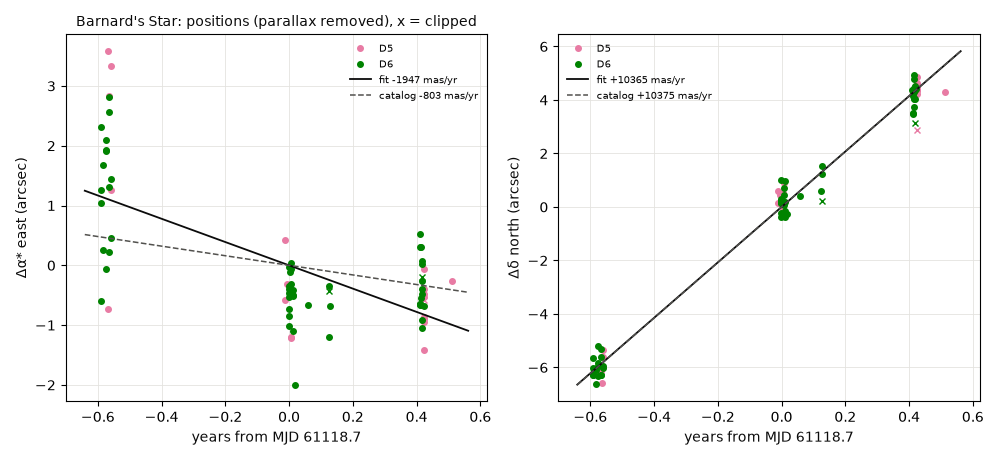 Barnard's Star: positions (parallax removed), x = clipped
D5
D6
fit -1947 mas/yr
catalog -803 mas/yr
Δα* east (arcsec)
3
2
1
0
−1
−2
−0.6
−0.4
−0.2
0.0
0.2
0.4
0.6
years from MJD 61118.7
D5
D6
fit +10365 mas/yr
catalog +10375 mas/yr
Δδ north (arcsec)
6
4
2
0
−2
−4
−6
−0.6
−0.4
−0.2
0.0
0.2
0.4
0.6
years from MJD 61118.7